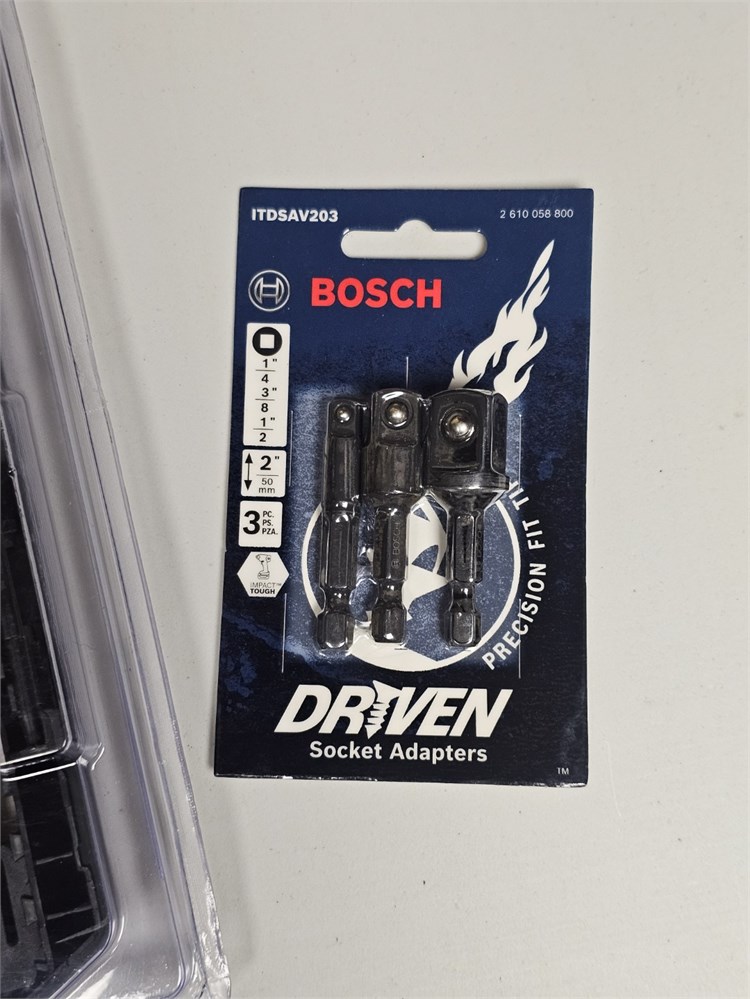 ITDSAV203
2 610 058 800
BOSCH
1"
4
3"
8
1"
2
2"
50
mm
3 PC.
PS.
PZA.
IMPACT™
TOUGH
BOSCH
PRECISION FIT
DRIVEN
Socket Adapters
TM